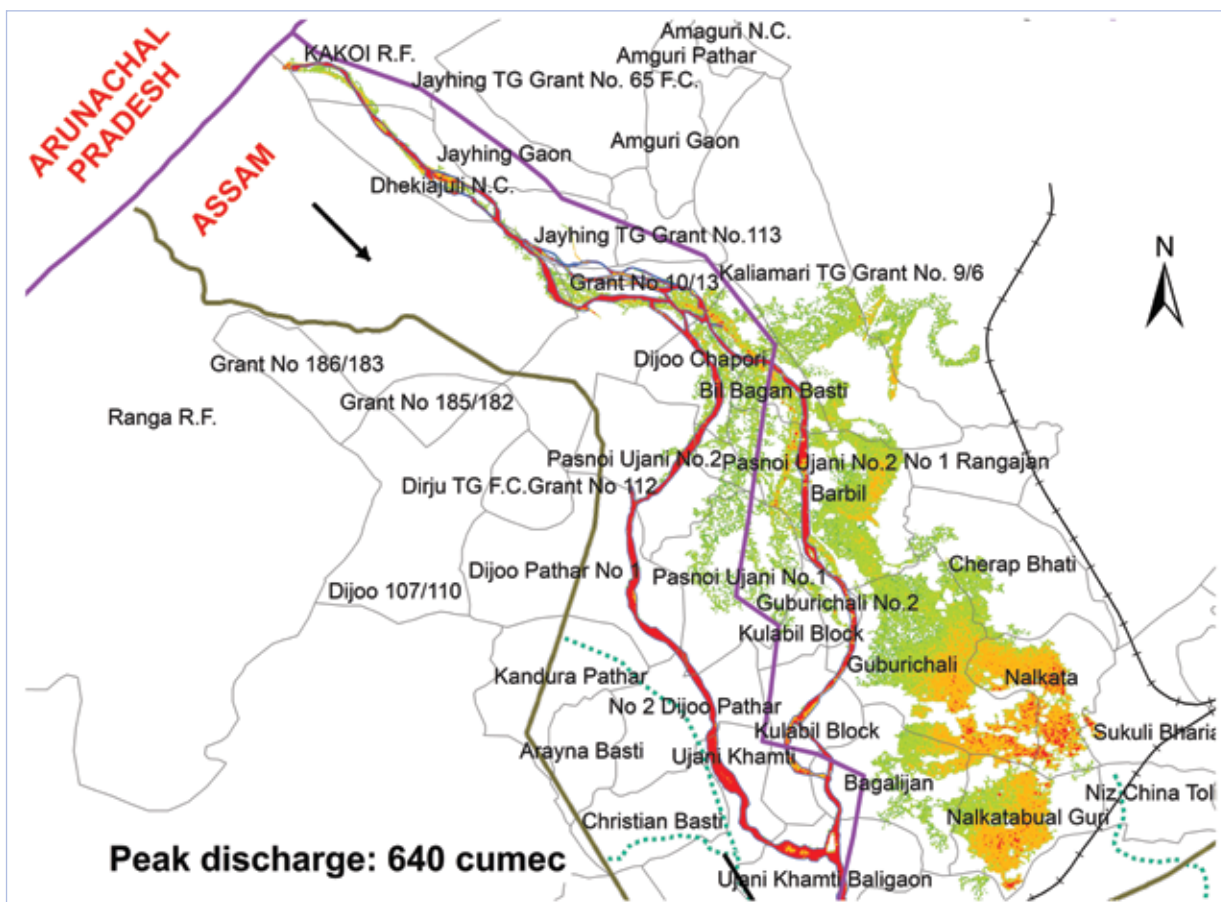 Amaguri N.C.
KAKOI R.F.
Amguri Pathar
Jayhing TG Grant No. 65 F.C.
ARUNACHAL
PRADESH
Amguri Gaon
Jayhing Gaon
ASSAM
Dhekiajuli N.C.
Jayhing TG Grant No.113
N
Kaliamari TG Grant No. 9/6
Grant No 10/13
Dijoo Chapori
Grant No 186/183
Bil Bagan Basti
Grant No 185/182
Ranga R.F.
Pasnoi Ujani No.2
Pasnoi Ujani No.2
No 1 Rangajan
Dirju TG F.C.Grant No 112
Barbil
Cherap Bhati
Dijoo Pathar No 1
Pasnoi Ujani No.1
Dijoo 107/110
Guburichali No.2
Kulabil Block
Guburichali
Kandura Pathar
Nalkata
No 2 Dijoo Pathar
Kulabil Block
Sukuli Bharia
Arayna Basti
Ujani Khamti
Bagalijan
Niz China Tol
Christian Basti
Nalkatabual Guri
Peak discharge: 640 cumec
Ujani Khamti Baligaon